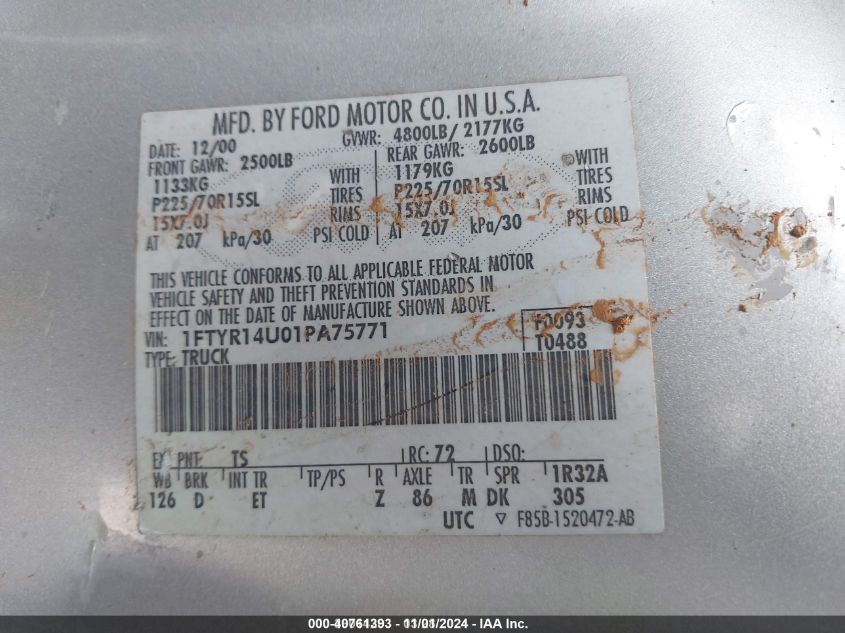 MFD. BY FORD MOTOR CO. IN U.S.A.
DATE: 12/00 GVWR: 4800LB/ 2177KG
FRONT GAWR: 2500LB REAR GAWR: 2600LB
1133KG WITH 1179KG WITH
P225/70R15SL TIRES P225/70R15SL TIRES
15X7.0J RIMS 15X7.0J RIMS
AT 207 kPa/30 PSI COLD AT 207 kPa/30 PSI COLD
THIS VEHICLE CONFORMS TO ALL APPLICABLE FEDERAL MOTOR
VEHICLE SAFETY AND THEFT PREVENTION STANDARDS IN
EFFECT ON THE DATE OF MANUFACTURE SHOWN ABOVE.
VIN: 1FTYR14U01PA75771 F0093
TYPE: TRUCK T0488
EXT PNT: TS RC: 72 DSO:
WB BRK INT TR TP/PS R AXLE TR SPR 1R32A
126 D ET Z 86 M DK 305
UTC ▽ F85B-1520472-AB
000-40761393 - 11/01/2024 - IAA Inc.